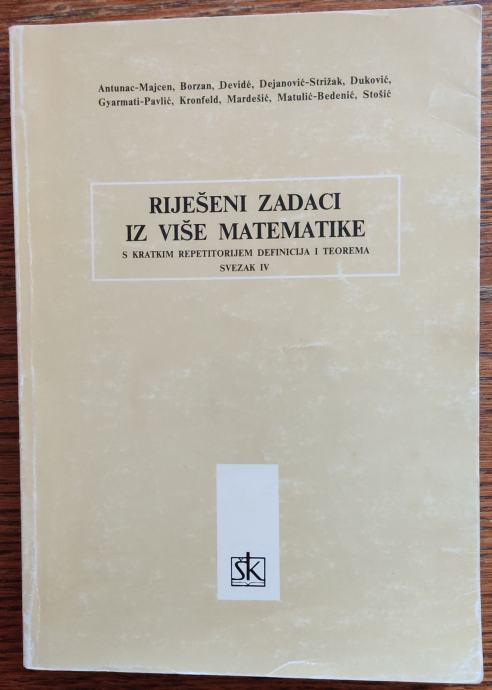 Antunac-Majcen, Borzan, Devidé, Dejanović-Strižak, Duković,
Gyarmati-Pavlić, Kronfeld, Mardešić, Matulić-Bedenić, Stošić
RIJEŠENI ZADACI
IZ VIŠE MATEMATIKE
S KRATKIM REPETITORIJEM DEFINICIJA I TEOREMA
SVEZAK IV
ŠK